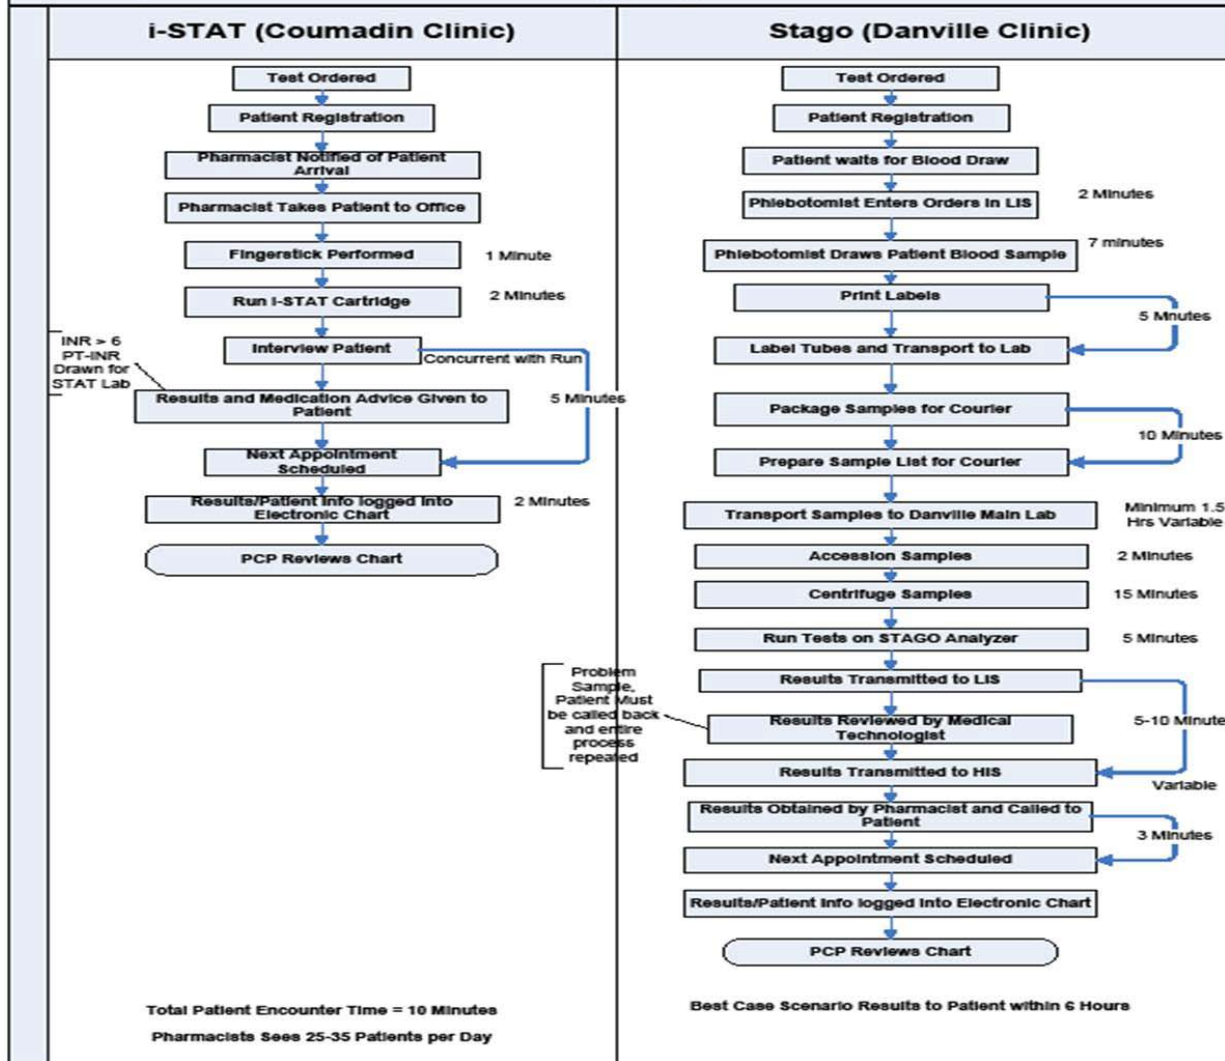 i-STAT (Coumadin Clinic)
Test Ordered
Patient Registration
Pharmacist Notified of Patient
Arrival
Pharmacist Takes Patient to Office
Fingerstick Performed
1 Minute
Run i-STAT Cartridge
2 Minutes
Interview Patient
Concurrent with Run
INR > 6
PT-INR
Drawn for
STAT Lab
Results and Medication Advice Given to
Patient
5 Minutes
Next Appointment
Scheduled
Results/Patient Info logged Into
Electronic Chart
2 Minutes
PCP Reviews Chart
Total Patient Encounter Time = 10 Minutes
Pharmacists Sees 25-35 Patients per Day
Stago (Danville Clinic)
Test Ordered
Patient Registration
Patient waits for Blood Draw
Phlebotomist Enters Orders in LIS
2 Minutes
Phlebotomist Draws Patient Blood Sample
7 minutes
Print Labels
5 Mnutes
Label Tubes and Transport to Lab
Package Samples for Courier
10 Minutes
Prepare Sample List for Courier
Transport Samples to Danville Main Lab
Minimum 1.5
Hrs Variable
Accession Samples
2 Minutes
Centrifuge Samples
15 Minutes
Run Tests on STAGO Analyzer
5 Minutes
Results Transmitted to LIS
Problem
Sample,
Patient Must
be called back
and entire
process
repeated
Results Reviewed by Medical
Technologist
5-10 Minute
Results Transmitted to HIS
Variable
Results Obtained by Pharmacist and Called to
Patient
3 Minutes
Next Appointment Scheduled
Results/Patient Info logged Into Electronic Chart
PCP Reviews Chart
Best Case Scenario Results to Patient within 6 Hours